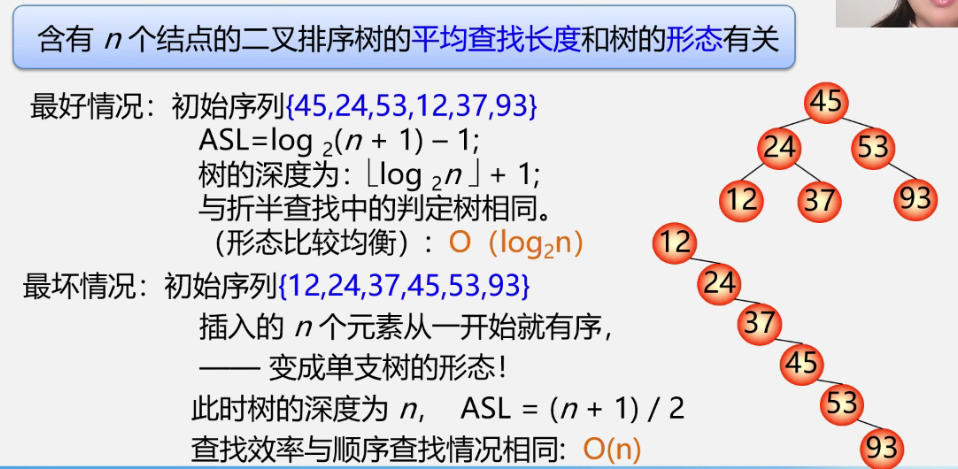 含有 n 个结点的二叉排序树的平均查找长度和树的形态有关
最好情况：初始序列{45,24,53,12,37,93}
ASL=log ₂(n + 1) – 1;
树的深度为：⌊log ₂n ⌋ + 1;
与折半查找中的判定树相同。
（形态比较均衡）：O（log₂n）
最坏情况：初始序列{12,24,37,45,53,93}
插入的 n 个元素从一开始就有序，
—— 变成单支树的形态！
此时树的深度为 n， ASL = (n + 1) / 2
查找效率与顺序查找情况相同: O(n)
45
24 53
12 37 93
12
24
37
45
53
93